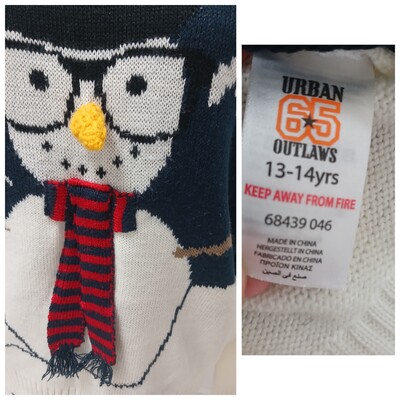 URBAN
65
OUTLAWS
13-14yrs
KEEP AWAY FROM FIRE
68439 046
MADE IN CHINA
HERGESTELLT IN CHINA
FABRICADO EN CHINA
ΠΡΟΪΟΝ ΚΙΝΑΣ
صنع في الصين